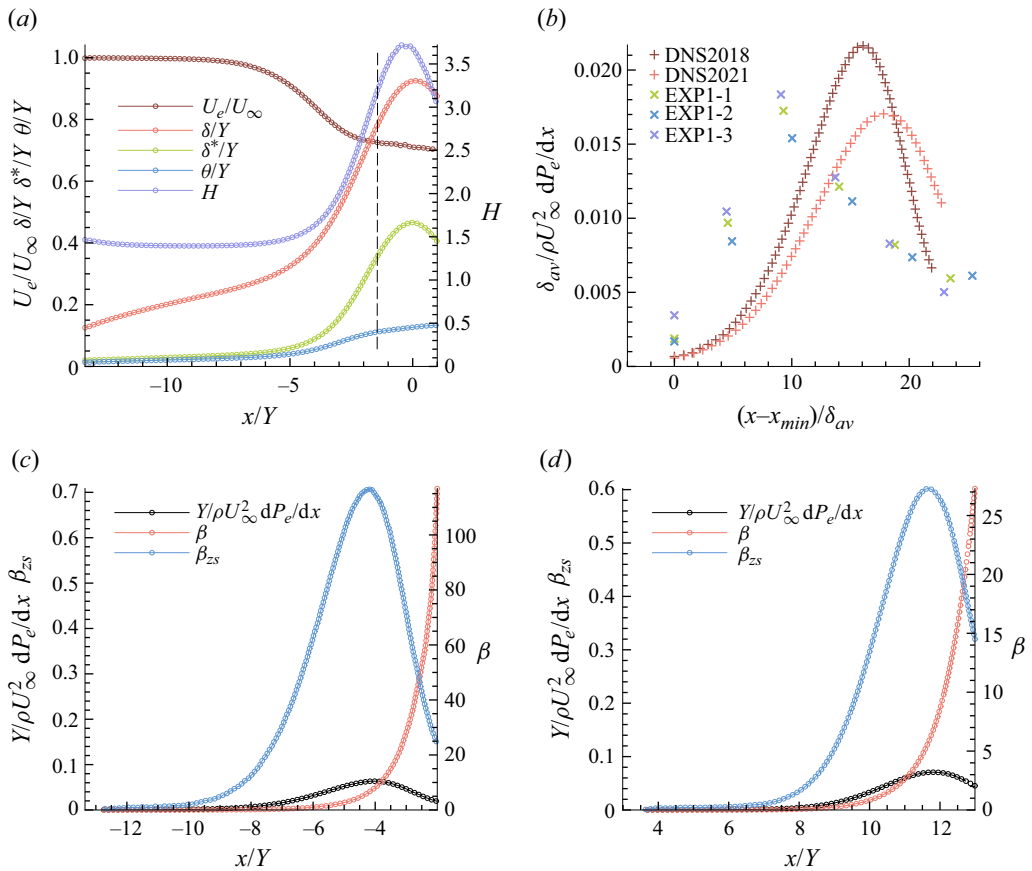 (a)
1.0
0.8
0.6
0.4
0.2
0
U_e/U_∞ δ/Y δ*/Y θ/Y
U_e/U_∞
δ/Y
δ*/Y
θ/Y
H
3.5
3.0
2.5
2.0
1.5
1.0
0.5
0
H
–10
–5
0
x/Y
(b)
0.020
0.015
0.010
0.005
0
δ_av/ρU²_∞ dP_e/dx
DNS2018
DNS2021
EXP1-1
EXP1-2
EXP1-3
0
10
20
(x–x_min)/δ_av
(c)
0.7
0.6
0.5
0.4
0.3
0.2
0.1
0
Y/ρU²_∞ dP_e/dx β_zs
Y/ρU²_∞ dP_e/dx
β
β_zs
100
80
60
40
20
0
β
–12
–10
–8
–6
–4
x/Y
(d)
0.6
0.5
0.4
0.3
0.2
0.1
0
Y/ρU²_∞ dP_e/dx β_zs
Y/ρU²_∞ dP_e/dx
β
β_zs
25
20
15
10
5
0
β
4
6
8
10
12
x/Y